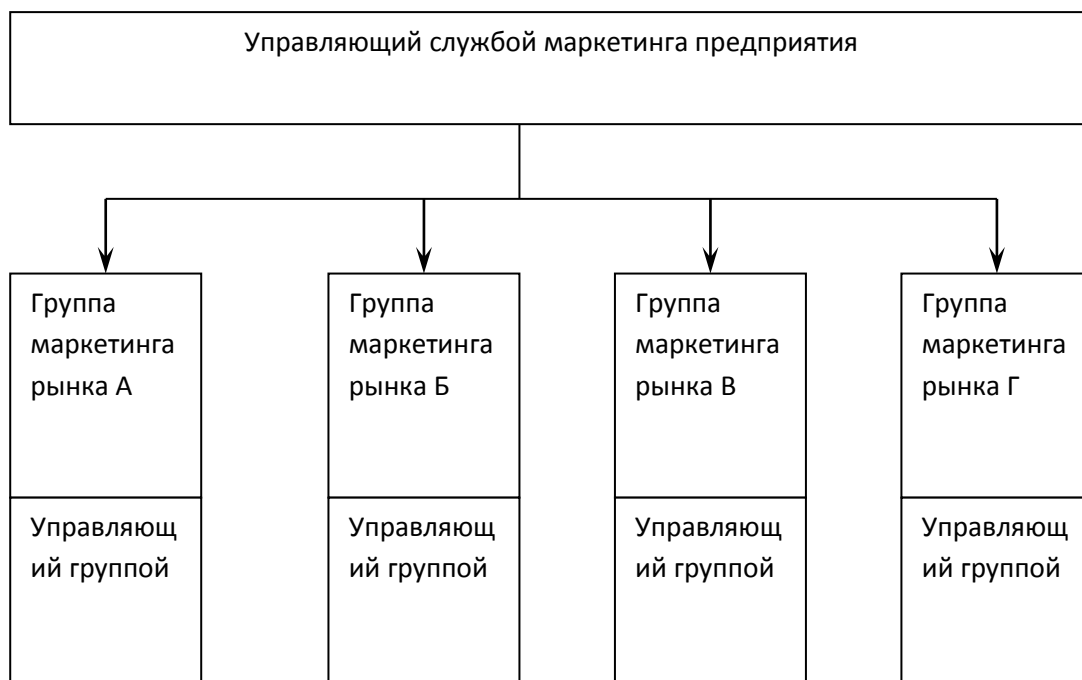 Управляющий службой маркетинга предприятия
Группа
маркетинга
рынка А
Группа
маркетинга
рынка Б
Группа
маркетинга
рынка В
Группа
маркетинга
рынка Г
Управляющ
ий группой
Управляющ
ий группой
Управляющ
ий группой
Управляющ
ий группой